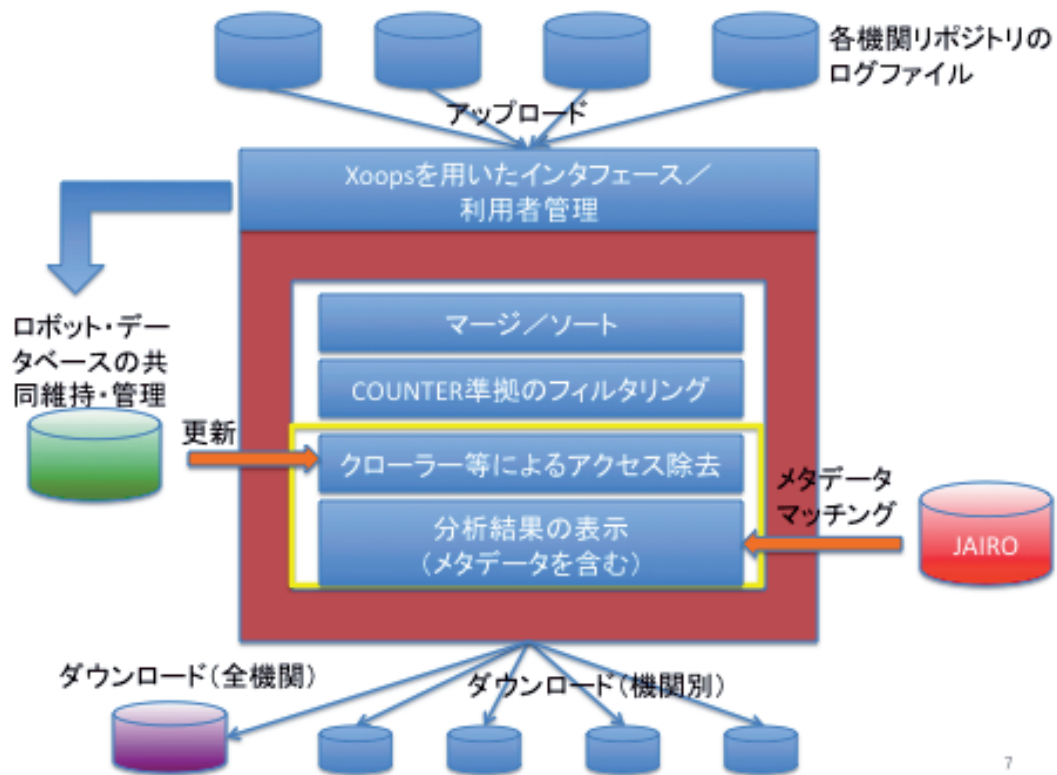 各機関リポジトリの
ログファイル
アップロード
Xoopsを用いたインタフェース／
利用者管理
マージ／ソート
ロボット・デー
タベースの共
同維持・管理
COUNTER準拠のフィルタリング
更新
クローラー等によるアクセス除去
メタデータ
マッチング
分析結果の表示
（メタデータを含む）
JAIRO
ダウンロード（全機関）
ダウンロード（機関別）
7